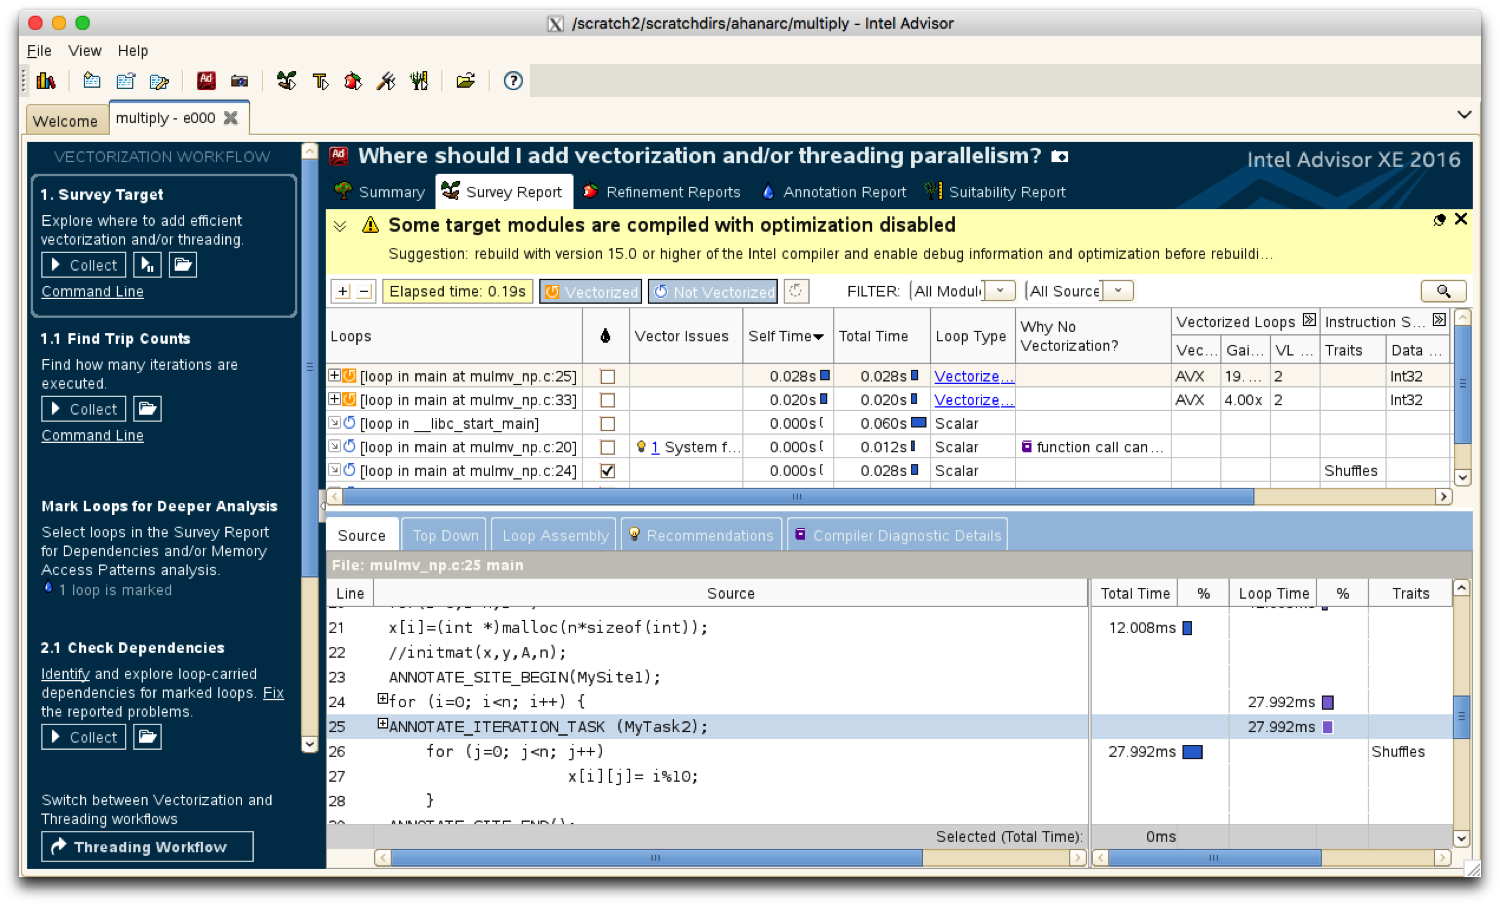 /scratch2/scratchdirs/ahanarc/multiply - Intel Advisor
File View Help
Welcome
multiply - e000
VECTORIZATION WORKFLOW
1. Survey Target
Explore where to add efficient
vectorization and/or threading.
Collect
Command Line
1.1 Find Trip Counts
Find how many iterations are
executed.
Collect
Command Line
Mark Loops for Deeper Analysis
Select loops in the Survey Report
for Dependencies and/or Memory
Access Patterns analysis.
1 loop is marked
2.1 Check Dependencies
Identify and explore loop-carried
dependencies for marked loops. Fix
the reported problems.
Collect
Switch between Vectorization and
Threading workflows
Threading Workflow
Where should I add vectorization and/or threading parallelism?
Intel Advisor XE 2016
Summary Survey Report Refinement Reports Annotation Report Suitability Report
Some target modules are compiled with optimization disabled
Suggestion: rebuild with version 15.0 or higher of the Intel compiler and enable debug information and optimization before rebuildi...
Elapsed time: 0.19s Vectorized Not Vectorized FILTER: All Modul All Source
Loops Vector Issues Self Time Total Time Loop Type Why No Vectorization? Vectorized Loops Instruction S...
Vec... Gai... VL ... Traits Data ...
[loop in main at mulmv_np.c:25] 0.028s 0.028s Vectorize... AVX 19. ... 2 Int32
[loop in main at mulmv_np.c:33] 0.020s 0.020s Vectorize... AVX 4.00x 2 Int32
[loop in __libc_start_main] 0.000s 0.060s Scalar
[loop in main at mulmv_np.c:20] 1 System f... 0.000s 0.012s Scalar function call can ...
[loop in main at mulmv_np.c:24] 0.000s 0.028s Scalar Shuffles
Source Top Down Loop Assembly Recommendations Compiler Diagnostic Details
File: mulmv_np.c:25 main
Line Source Total Time % Loop Time % Traits
21 x[i]=(int *)malloc(n*sizeof(int)); 12.008ms
22 //initmat(x,y,A,n);
23 ANNOTATE_SITE_BEGIN(MySite1);
24 for (i=0; i<n; i++) { 27.992ms
25 ANNOTATE_ITERATION_TASK (MyTask2); 27.992ms
26 for (j=0; j<n; j++) 27.992ms Shuffles
27 x[i][j]= i%10;
28 }
ANNOTATE_SITE_END();
Selected (Total Time): 0ms